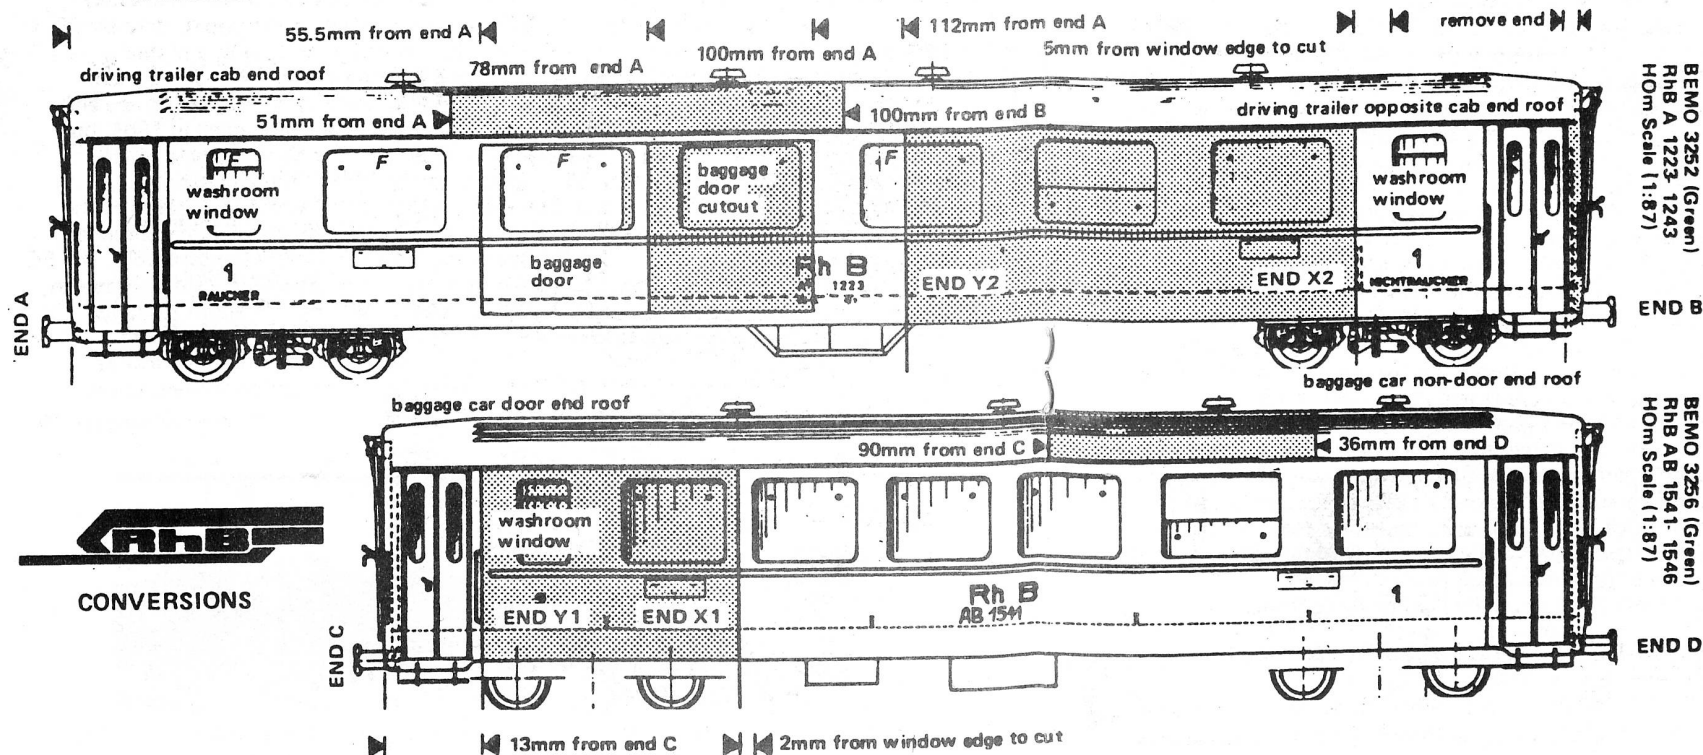 55.5mm from end A
112mm from end A
remove end
100mm from end A
5mm from window edge to cut
78mm from end A
driving trailer cab end roof
51mm from end A
100mm from end B
driving trailer opposite cab end roof
F
F
F
F
washroom
window
baggage
door
cutout
washroom
window
1
RAUCHER
baggage
door
Rh B
A
1223
END Y2
END X2
1
NICHTRAUCHER
END A
END B
BEMO 3252 (Green)
RhB A 1223-1243
HOm Scale (1:87)
baggage car door end roof
baggage car non-door end roof
90mm from end C
36mm from end D
washroom
window
END Y1
END X1
Rh B
AB 1541
1
END C
END D
BEMO 3256 (Green)
RhB AB 1541-1546
HOm Scale (1:87)
RhB
CONVERSIONS
13mm from end C
2mm from window edge to cut